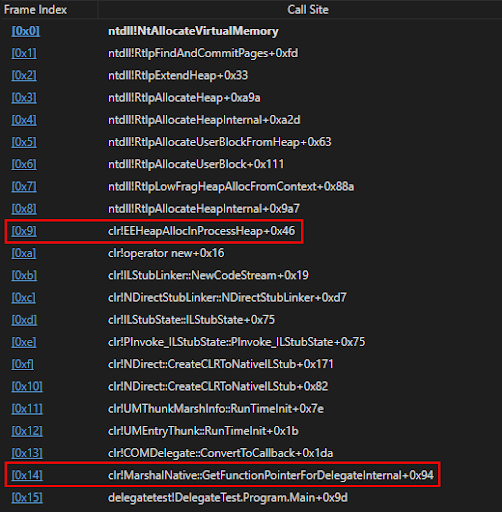 Frame Index Call Site
[0x0] ntdll!NtAllocateVirtualMemory
[0x1] ntdll!RtlpFindAndCommitPages+0xfd
[0x2] ntdll!RtlpExtendHeap+0x33
[0x3] ntdll!RtlpAllocateHeap+0xa9a
[0x4] ntdll!RtlpAllocateHeapInternal+0xa2d
[0x5] ntdll!RtlpAllocateUserBlockFromHeap+0x63
[0x6] ntdll!RtlpAllocateUserBlock+0x111
[0x7] ntdll!RtlpLowFragHeapAllocFromContext+0x88a
[0x8] ntdll!RtlpAllocateHeapInternal+0x9a7
[0x9] clr!EEHeapAllocInProcessHeap+0x46
[0xa] clr!operator new+0x16
[0xb] clr!ILStubLinker::NewCodeStream+0x19
[0xc] clr!NDirectStubLinker::NDirectStubLinker+0xd7
[0xd] clr!ILStubState::ILStubState+0x75
[0xe] clr!PInvoke_ILStubState::PInvoke_ILStubState+0x75
[0xf] clr!NDirect::CreateCLRToNativeILStub+0x171
[0x10] clr!NDirect::CreateCLRToNativeILStub+0x82
[0x11] clr!UMThunkMarshInfo::RunTimeInit+0x7e
[0x12] clr!UMEntryThunk::RunTimeInit+0x1b
[0x13] clr!COMDelegate::ConvertToCallback+0x1da
[0x14] clr!MarshalNative::GetFunctionPointerForDelegateInternal+0x94
[0x15] delegatetest!DelegateTest.Program.Main+0x9d